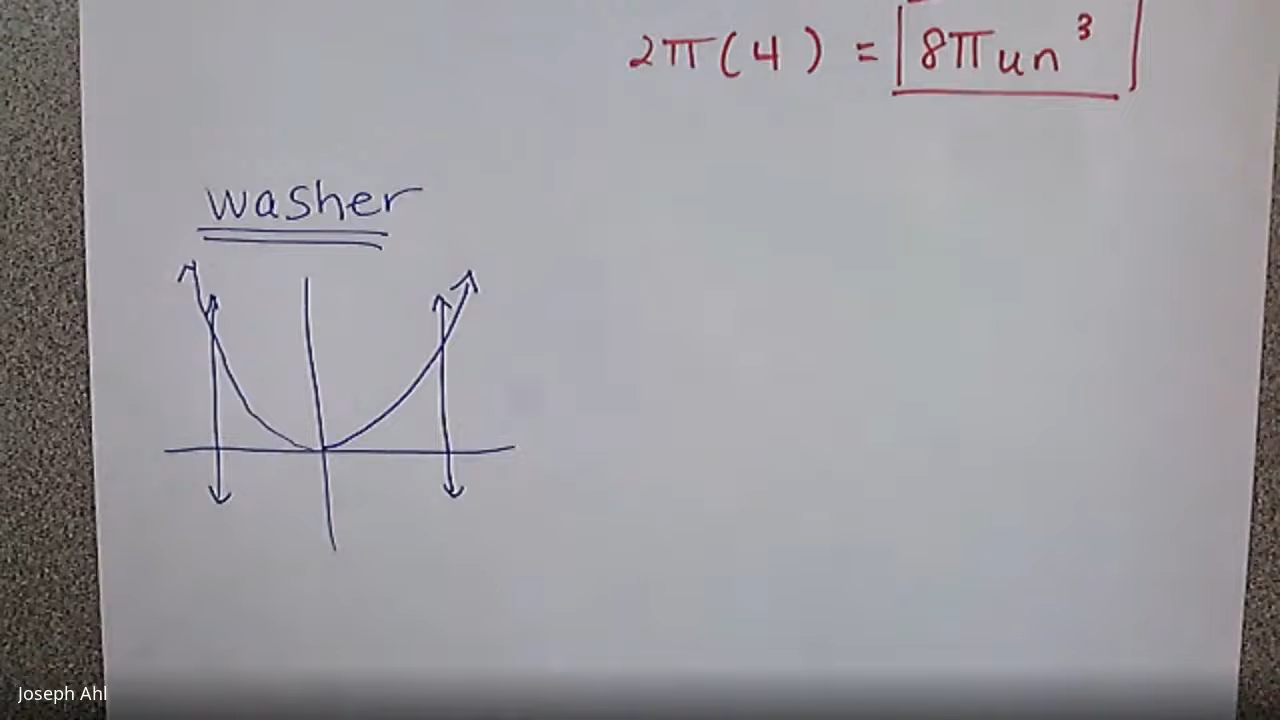 2π(4) = 8πun³
washer
Joseph Ahl